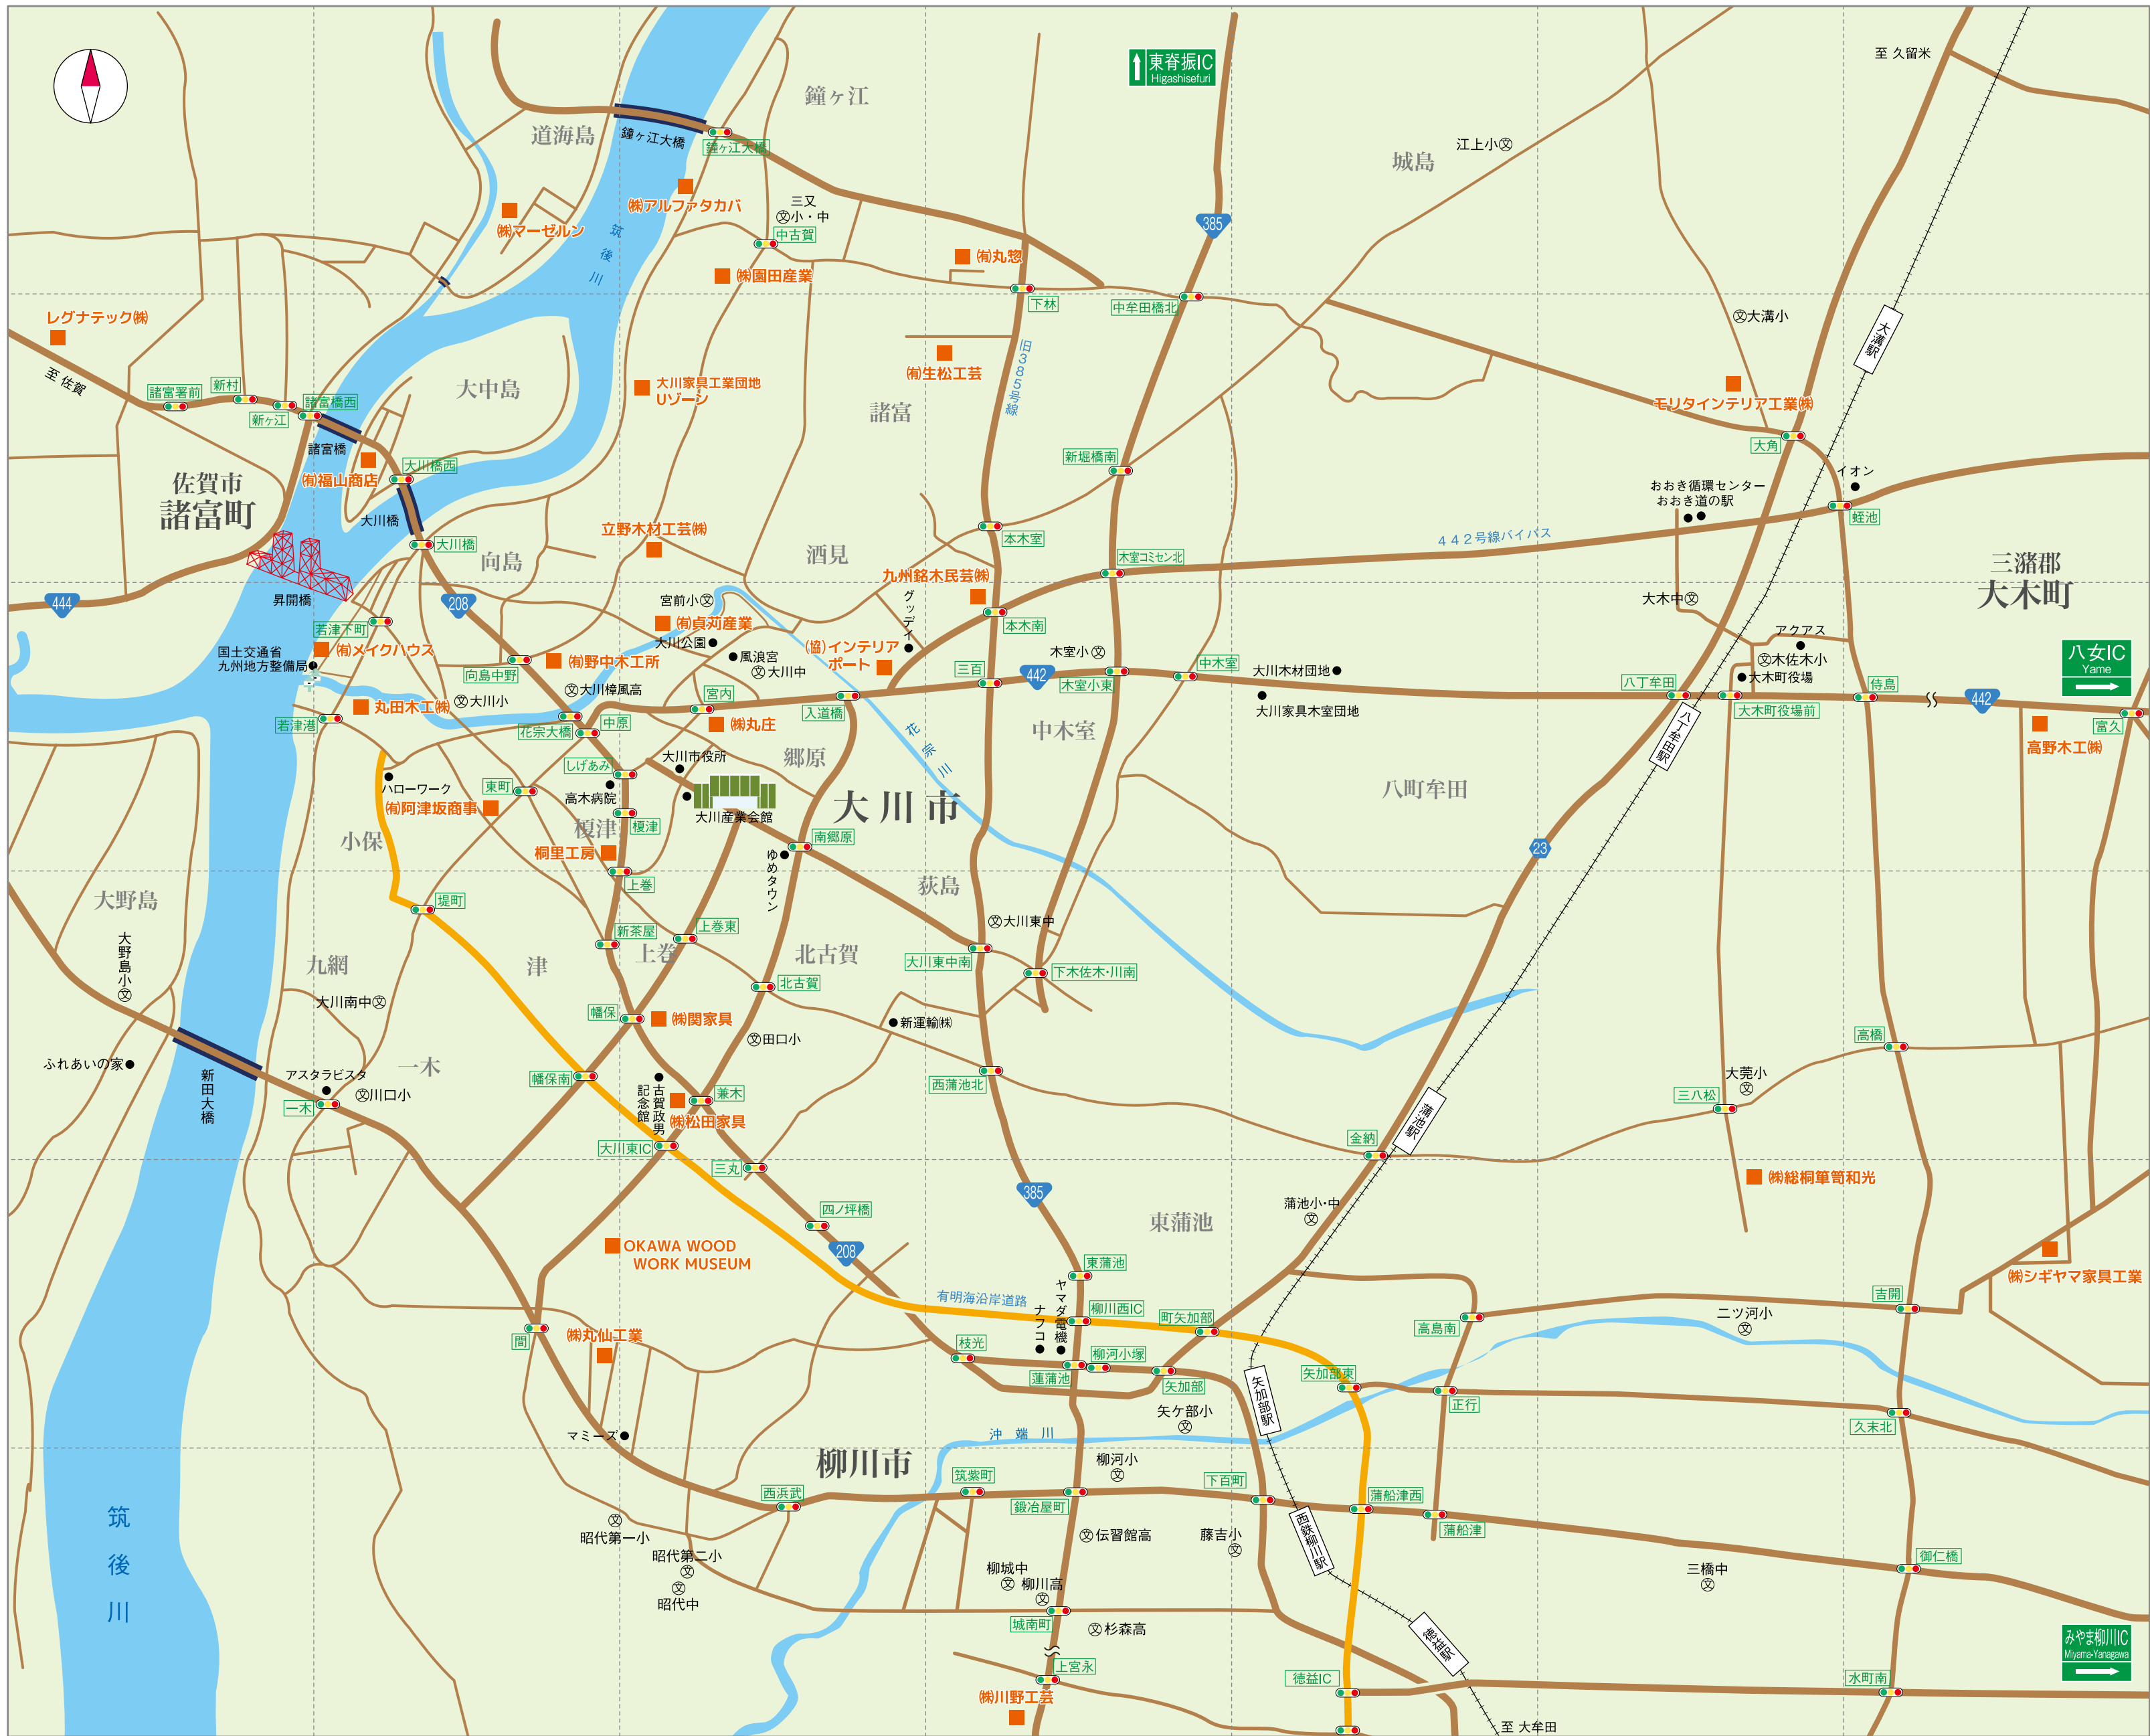 東脊振IC
Higashisefuri
至 久留米
鐘ヶ江
道海島
鐘ヶ江大橋
鐘ヶ江大橋
江上小㊛
城島
㈱アルファタカバ
三又
小・中
中古賀
385
㈱マーゼルン
筑後川
㈲丸惣
㈱園田産業
下林
中牟田橋北
レグナテック㈱
大溝小
大溝駅
至 佐賀
大中島
大川家具工業団地
Uゾーン
㈲生松工芸
旧385号線
諸富署前
新村
新ヶ江
諸富橋西
諸富
モリタインテリア工業㈱
大角
諸富橋
㈲福山商店
大川橋西
新堀橋南
イオン
佐賀市
諸富町
おおき循環センター
おおき道の駅
大川橋
蛭池
立野木材工芸㈱
本木室
442号線バイパス
大川橋
向島
酒見
木室コミセン北
三潴郡
大木町
九州銘木民芸㈱
昇開橋
444
208
宮前小
グッデイ
大木中
若津下町
㈲貞苅産業
本木南
アクアス
国土交通省
九州地方整備局
㈲メイクハウス
大川公園
㈿インテリア
ポート
木室小
八女IC
Yame
向島中野
㈲野中木工所
風浪宮
大川中
三百
442
木室小東
中木室
大川木材団地
木佐木小
大木町役場
八丁牟田
侍島
442
丸田木工㈱
大川小
大川樟風高
宮内
入道橋
大川家具木室団地
大木町役場前
若津港
花宗大橋
中原
㈱丸庄
花宗川
中木室
八丁牟田駅
富久
高野木工㈱
しげあみ
大川市役所
郷原
ハローワーク
東町
高木病院
八町牟田
㈲阿津坂商事
大川産業会館
大川市
榎津
榎津
小保
南郷原
23
桐里工房
ゆめタウン
上巻
荻島
大野島
堤町
大川東中
大野島小
新茶屋
上巻東
九網
津
上巻
北古賀
大川東中南
下木佐木・川南
北古賀
大川南中
幡保
㈱関家具
新運輸㈱
田口小
高橋
ふれあいの家
新田大橋
アスタラビスタ
一木
幡保南
古賀政男
記念館
兼木
西蒲池北
大莞小
一木
川口小
㈱松田家具
三八松
蒲池駅
大川東IC
金納
三丸
㈱総桐箪笥和光
385
四ノ坪橋
蒲池小・中
東蒲池
OKAWA WOOD
WORK MUSEUM
208
東蒲池
㈱シギヤマ家具工業
有明海沿岸道路
ヤマダ電機
ナフコ
柳川西IC
町矢加部
吉開
二ツ河小
高島南
間
㈱丸仙工業
枝光
柳河小塚
蓮蒲池
矢加部
矢加部駅
矢加部東
正行
矢ケ部小
久末北
マミーズ
沖端川
柳川市
柳河小
筑紫町
下百町
西浜武
鍛冶屋町
蒲船津西
蒲船津
筑後川
昭代第一小
伝習館高
藤吉小
西鉄柳川駅
昭代第二小
御仁橋
柳城中
柳川高
三橋中
昭代中
城南町
杉森高
徳益駅
みやま柳川IC
Miyama-Yanagawa
上宮永
徳益IC
水町南
㈱川野工芸
至 大牟田